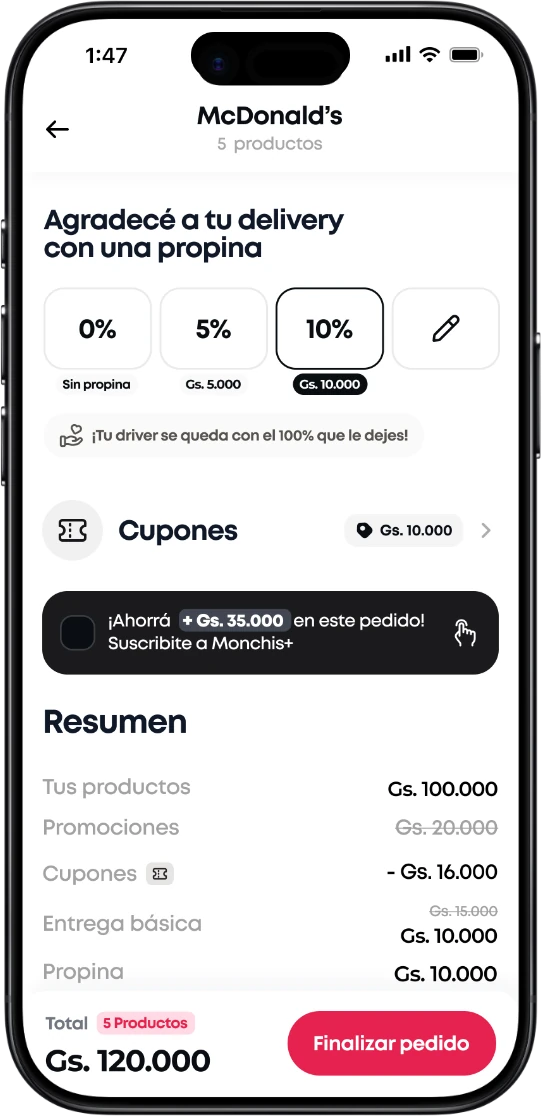 1:47
McDonald's
5 productos
Agradecé a tu delivery
con una propina
0%
5%
10%
Sin propina
Gs. 5.000
Gs. 10.000
¡Tu driver se queda con el 100% que le dejes!
Cupones
Gs. 10.000
¡Ahorrá + Gs. 35.000 en este pedido!
Suscribite a Monchis+
Resumen
Tus productos
Gs. 100.000
Promociones
Gs. 20.000
Cupones
- Gs. 16.000
Gs. 15.000
Entrega básica
Gs. 10.000
Propina
Gs. 10.000
Total
5 Productos
Gs. 120.000
Finalizar pedido